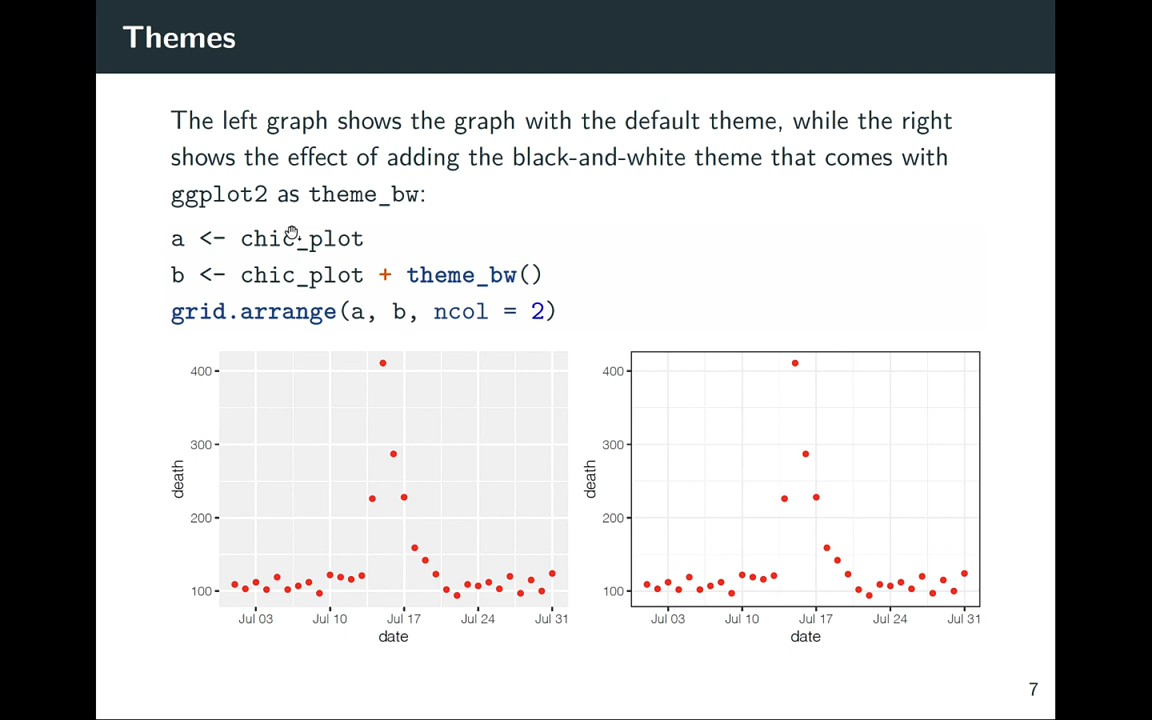 Themes
The left graph shows the graph with the default theme, while the right
shows the effect of adding the black-and-white theme that comes with
ggplot2 as theme_bw:
a <- chic_plot
b <- chic_plot + theme_bw()
grid.arrange(a, b, ncol = 2)
400
300
200
100
death
Jul 03 Jul 10 Jul 17 Jul 24 Jul 31
date
400
300
200
100
death
Jul 03 Jul 10 Jul 17 Jul 24 Jul 31
date
7